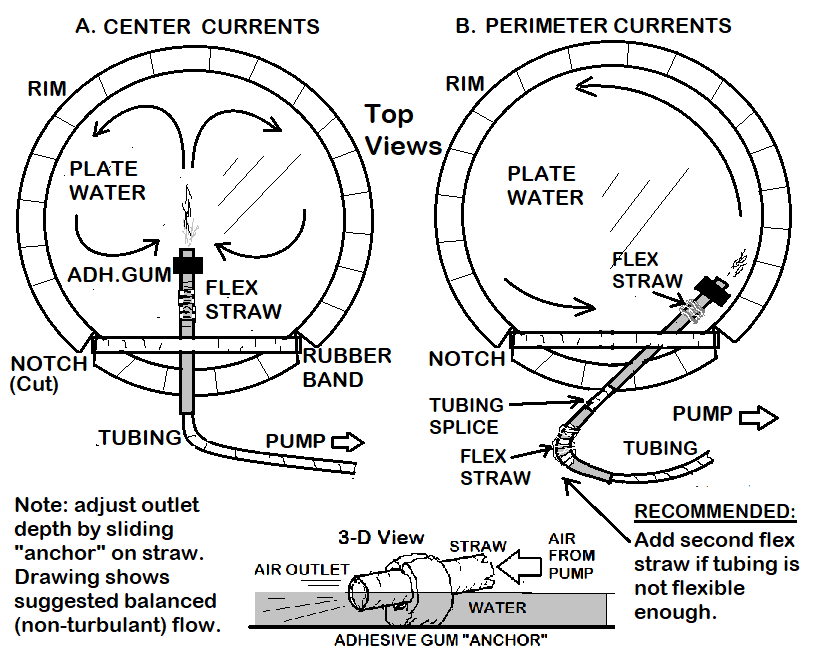 A. CENTER CURRENTS
RIM
PLATE
WATER
ADH.GUM
FLEX
STRAW
NOTCH
(Cut)
RUBBER
BAND
TUBING
PUMP
Top
Views
B. PERIMETER CURRENTS
RIM
PLATE
WATER
FLEX
STRAW
NOTCH
TUBING
SPLICE
FLEX
STRAW
PUMP
TUBING
Note: adjust outlet
depth by sliding
"anchor" on straw.
Drawing shows
suggested balanced
(non-turbulant) flow.
3-D View
AIR OUTLET
STRAW
AIR
FROM
PUMP
WATER
ADHESIVE GUM "ANCHOR"
RECOMMENDED:
Add second flex
straw if tubing is
not flexible
enough.